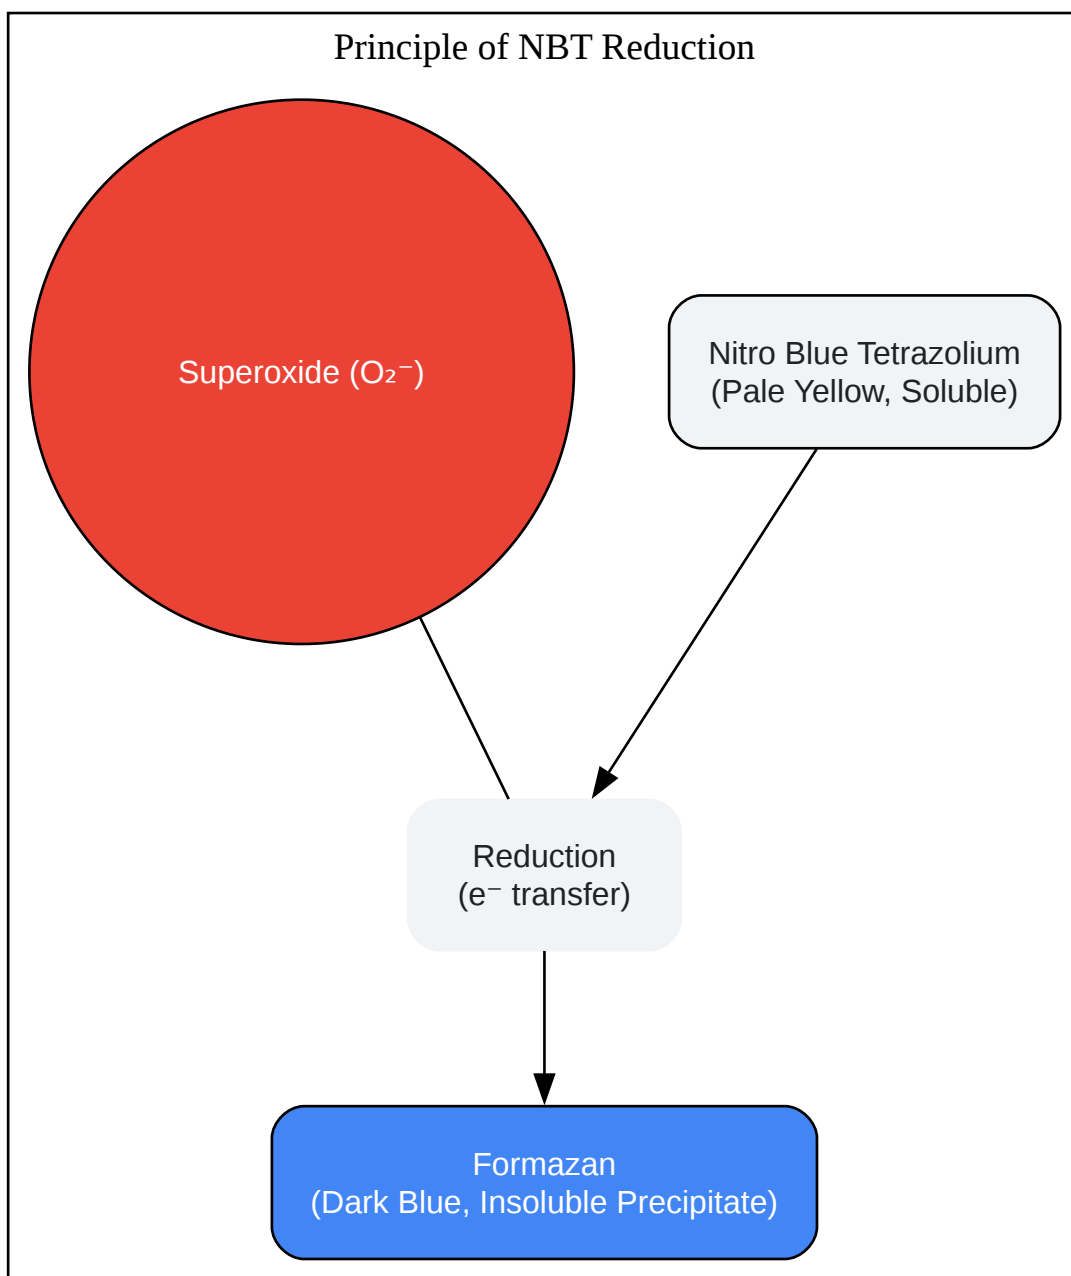 Principle of NBT Reduction
Superoxide (O₂⁻)
Nitro Blue Tetrazolium
(Pale Yellow, Soluble)
Reduction
(e⁻ transfer)
Formazan
(Dark Blue, Insoluble Precipitate)